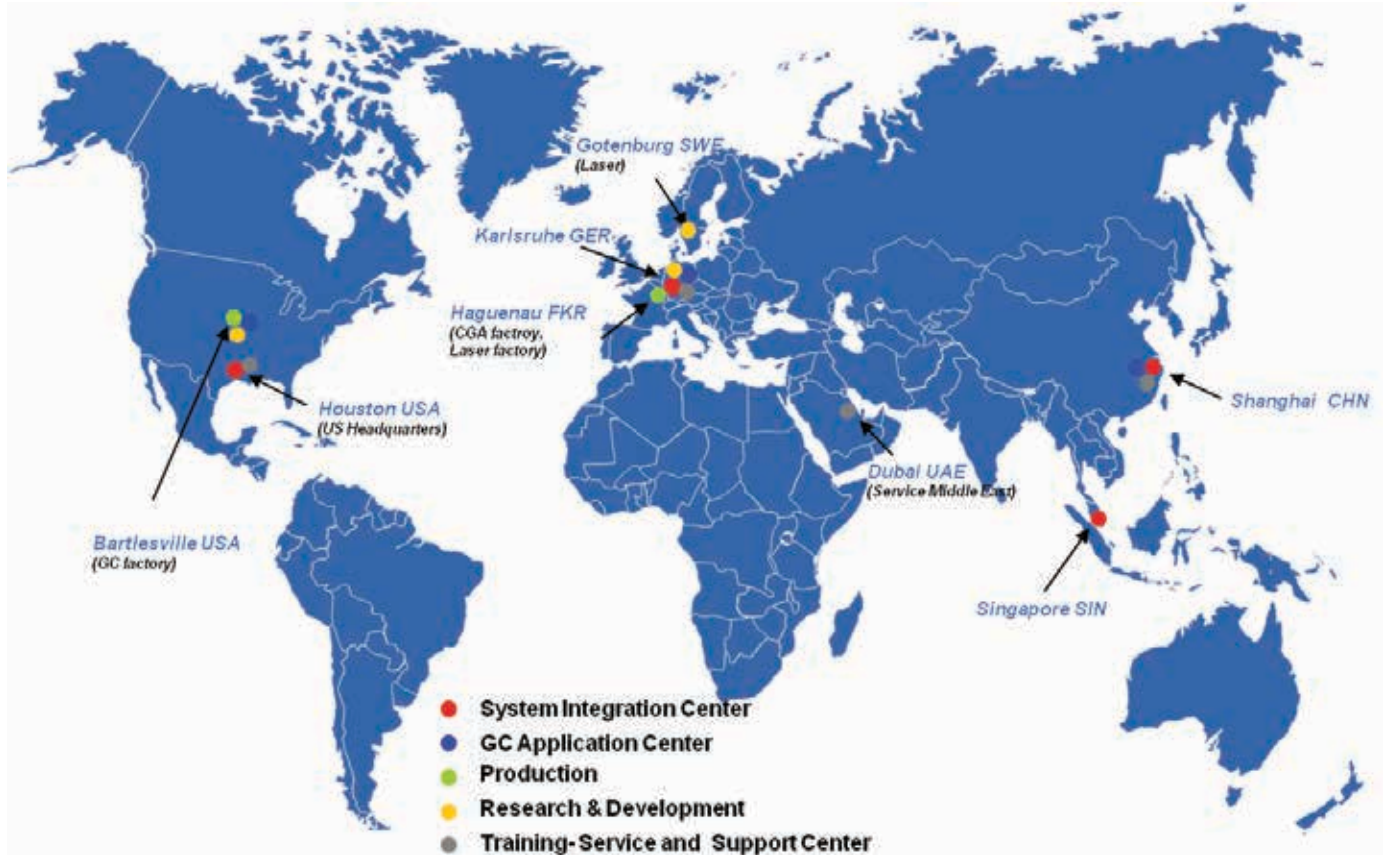 Gotenburg SWE
(Laser)
Karlsruhe GER
Haguenau FKR
(CGA factroy,
Laser factory)
Houston USA
(US Headquarters)
Shanghai CHN
Dubai UAE
(Service Middle East)
Bartlesville USA
(GC factory)
Singapore SIN
System Integration Center
GC Application Center
Production
Research & Development
Training- Service and Support Center